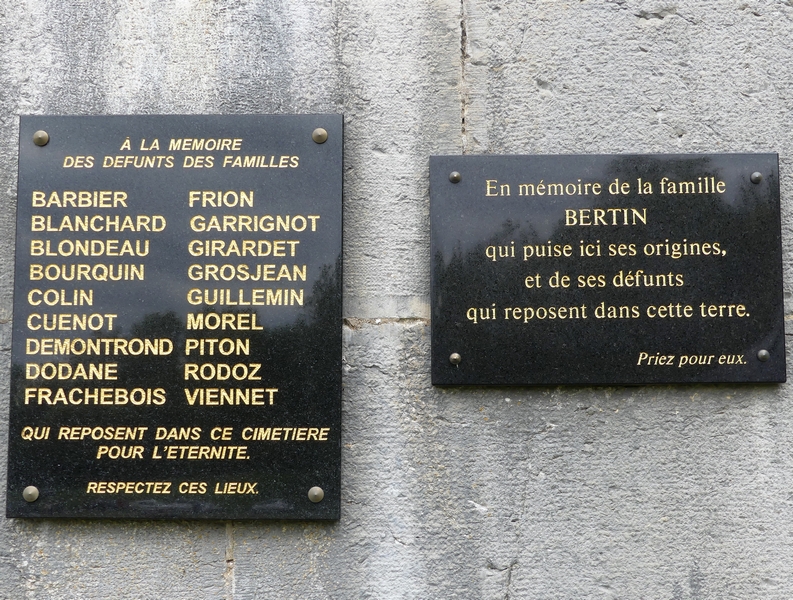 À LA MEMOIRE
DES DEFUNTS DES FAMILLES
BARBIER FRION
BLANCHARD GARRIGNOT
BLONDEAU GIRARDET
BOURQUIN GROSJEAN
COLIN GUILLEMIN
CUENOT MOREL
DEMONTROND PITON
DODANE RODOZ
FRACHEBOIS VIENNET
QUI REPOSENT DANS CE CIMETIERE
POUR L'ETERNITE.
RESPECTEZ CES LIEUX.
En mémoire de la famille
BERTIN
qui puise ici ses origines,
et de ses défunts
qui reposent dans cette terre.
Priez pour eux.